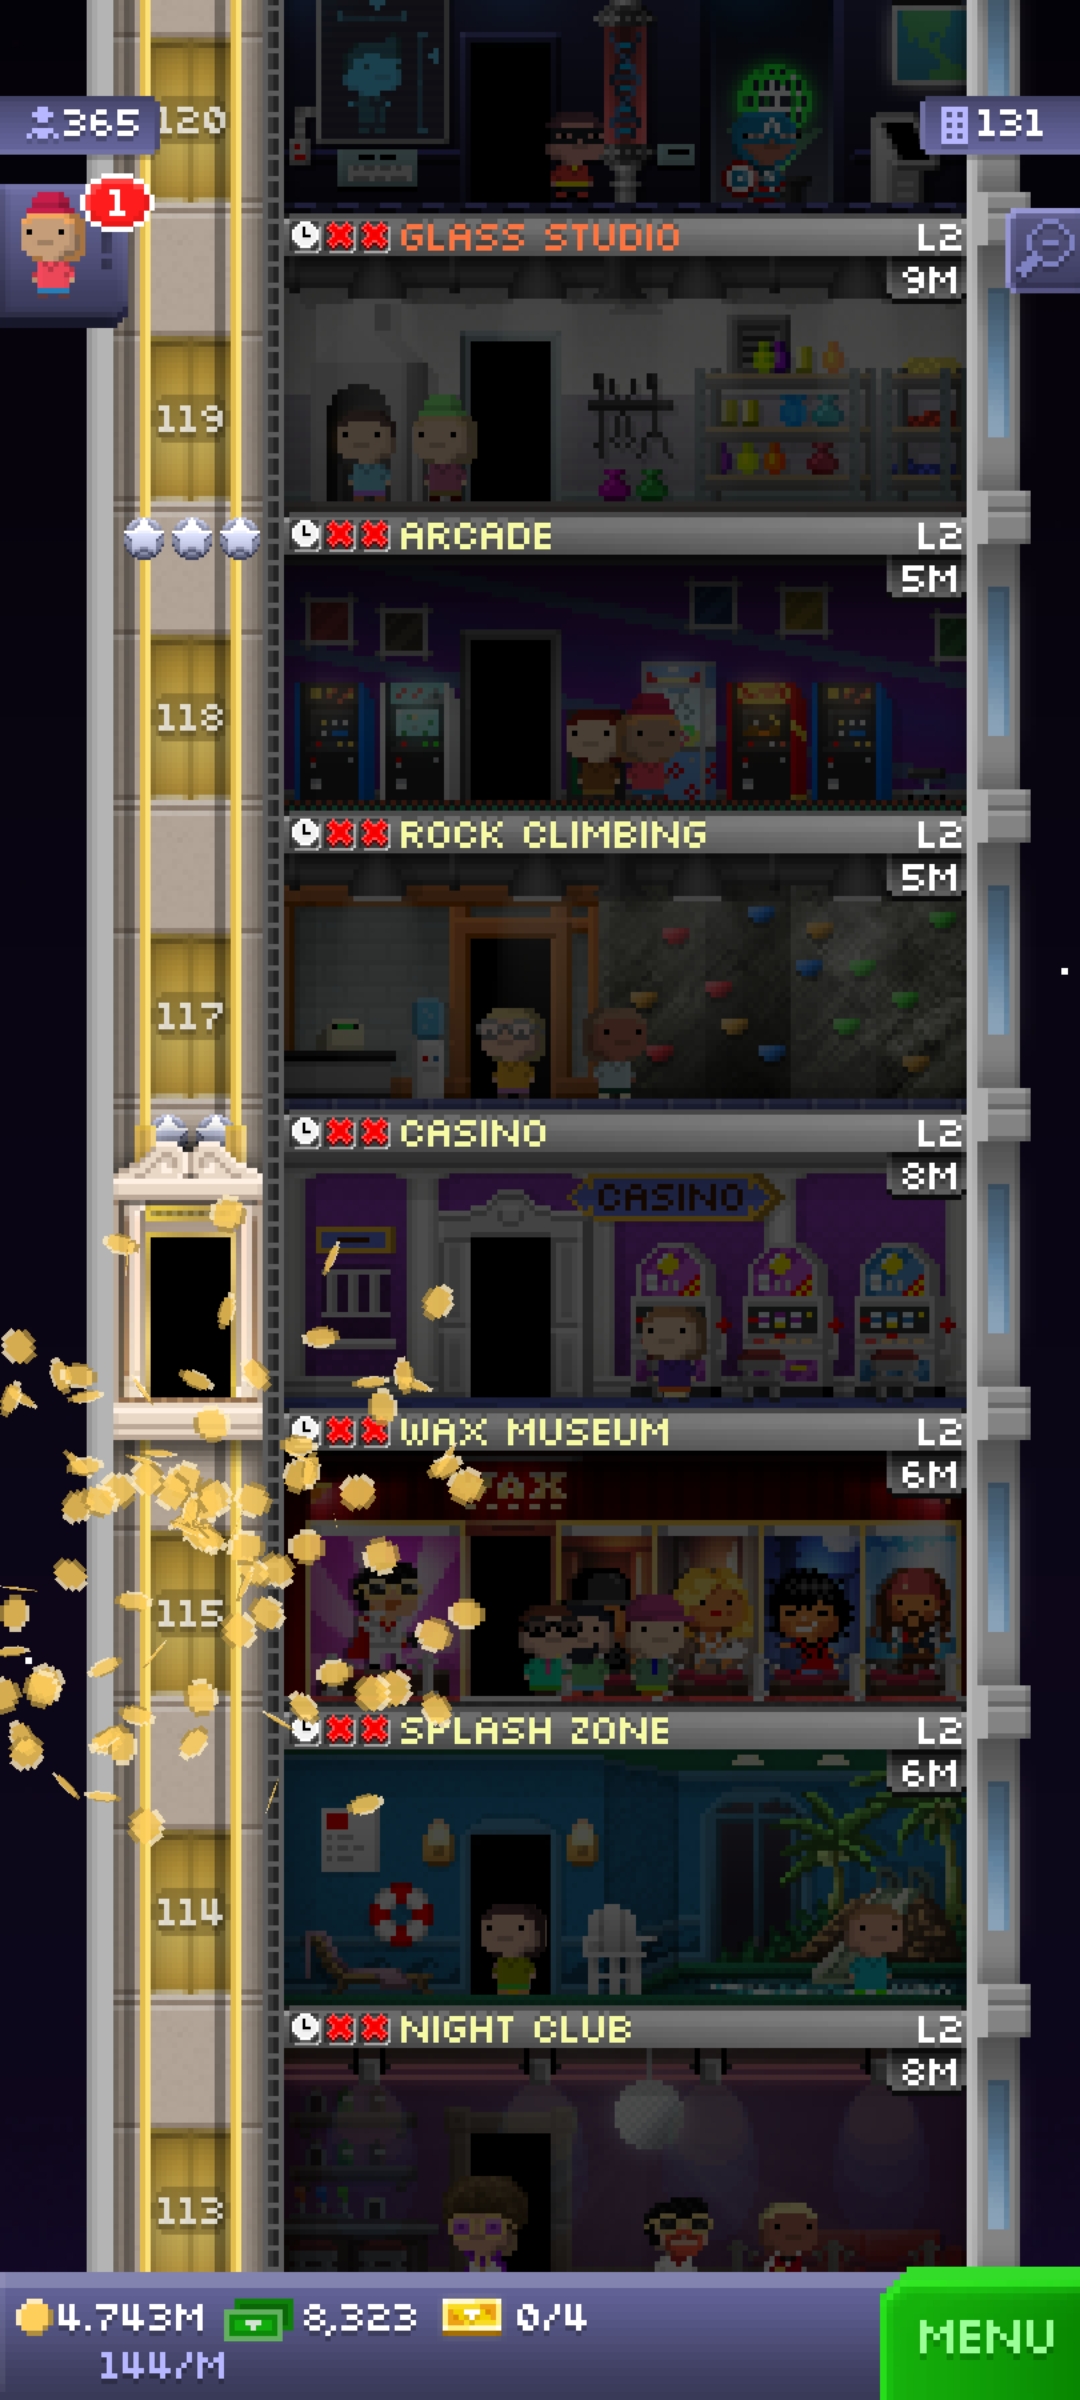 365
120
131
1
GLASS STUDIO L2
9M
119
ARCADE L2
5M
118
ROCK CLIMBING L2
5M
117
CASINO L2
8M
CASINO
WAX MUSEUM L2
6M
WAX
115
SPLASH ZONE L2
6M
114
NIGHT CLUB L2
8M
113
4.743M 8,323 0/4
144/M
MENU